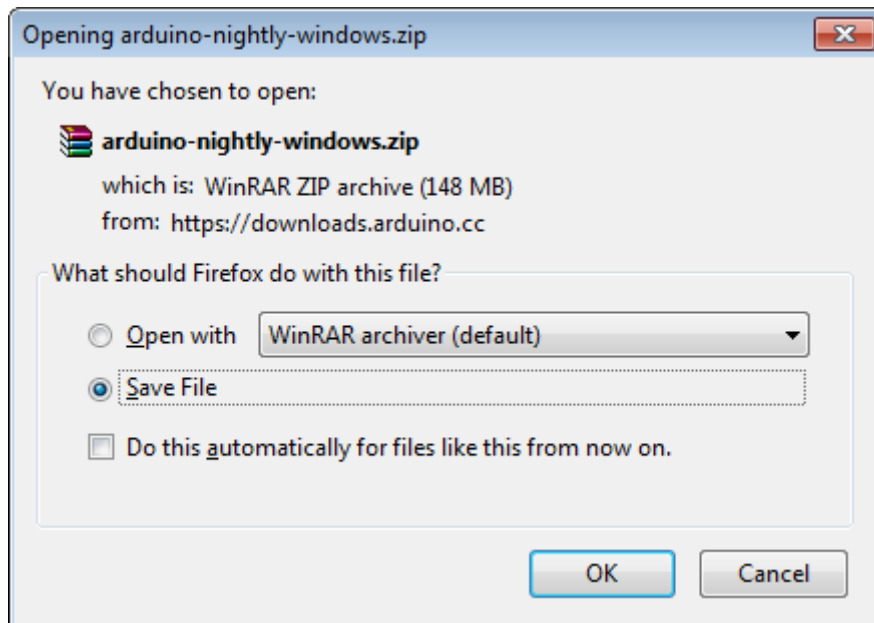 Opening arduino-nightly-windows.zip
You have chosen to open:
arduino-nightly-windows.zip
which is: WinRAR ZIP archive (148 MB)
from: https://downloads.arduino.cc
What should Firefox do with this file?
Open with WinRAR archiver (default)
Save File
Do this automatically for files like this from now on.
OK Cancel